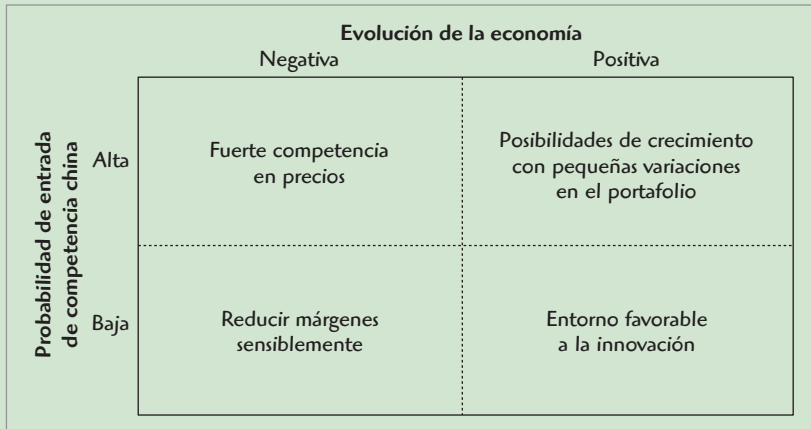 Evolución de la economía
Negativa
Positiva
Probabilidad de entrada
de competencia china
Alta
Fuerte competencia
en precios
Posibilidades de crecimiento
con pequeñas variaciones
en el portafolio
Baja
Reducir márgenes
sensiblemente
Entorno favorable
a la innovación